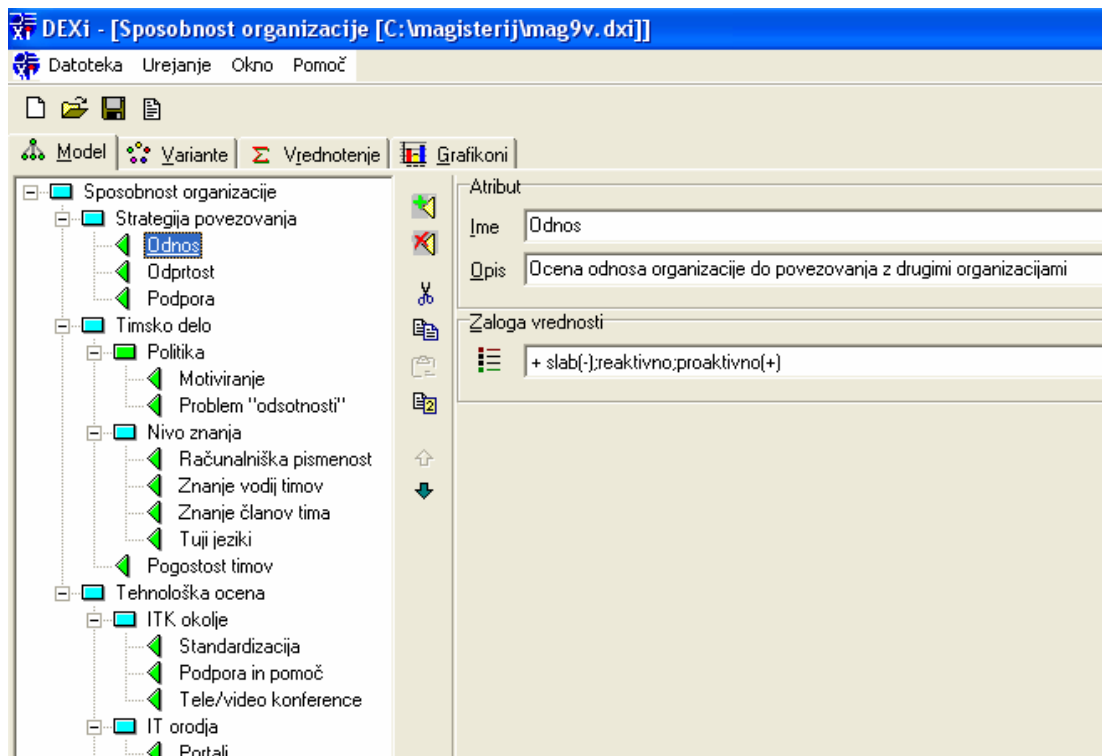 DEXi - [Sposobnost organizacije [C:\magisterij\mag9v.dxi]]
Datoteka Urejanje Okno Pomoč
Model Variante Vrednotenje Grafikoni
Sposobnost organizacije
Strategija povezovanja
Odnos
Odprtost
Podpora
Timsko delo
Politika
Motiviranje
Problem "odsotnosti"
Nivo znanja
Računalniška pismenost
Znanje vodij timov
Znanje članov tima
Tuji jeziki
Pogostost timov
Tehnološka ocena
ITK okolje
Standardizacija
Podpora in pomoč
Tele/video konference
IT orodja
Portali
Atribut
Ime Odnos
Opis Ocena odnosa organizacije do povezovanja z drugimi organizacijami
Zaloga vrednosti
+ slab(-);reaktivno;proaktivno(+)